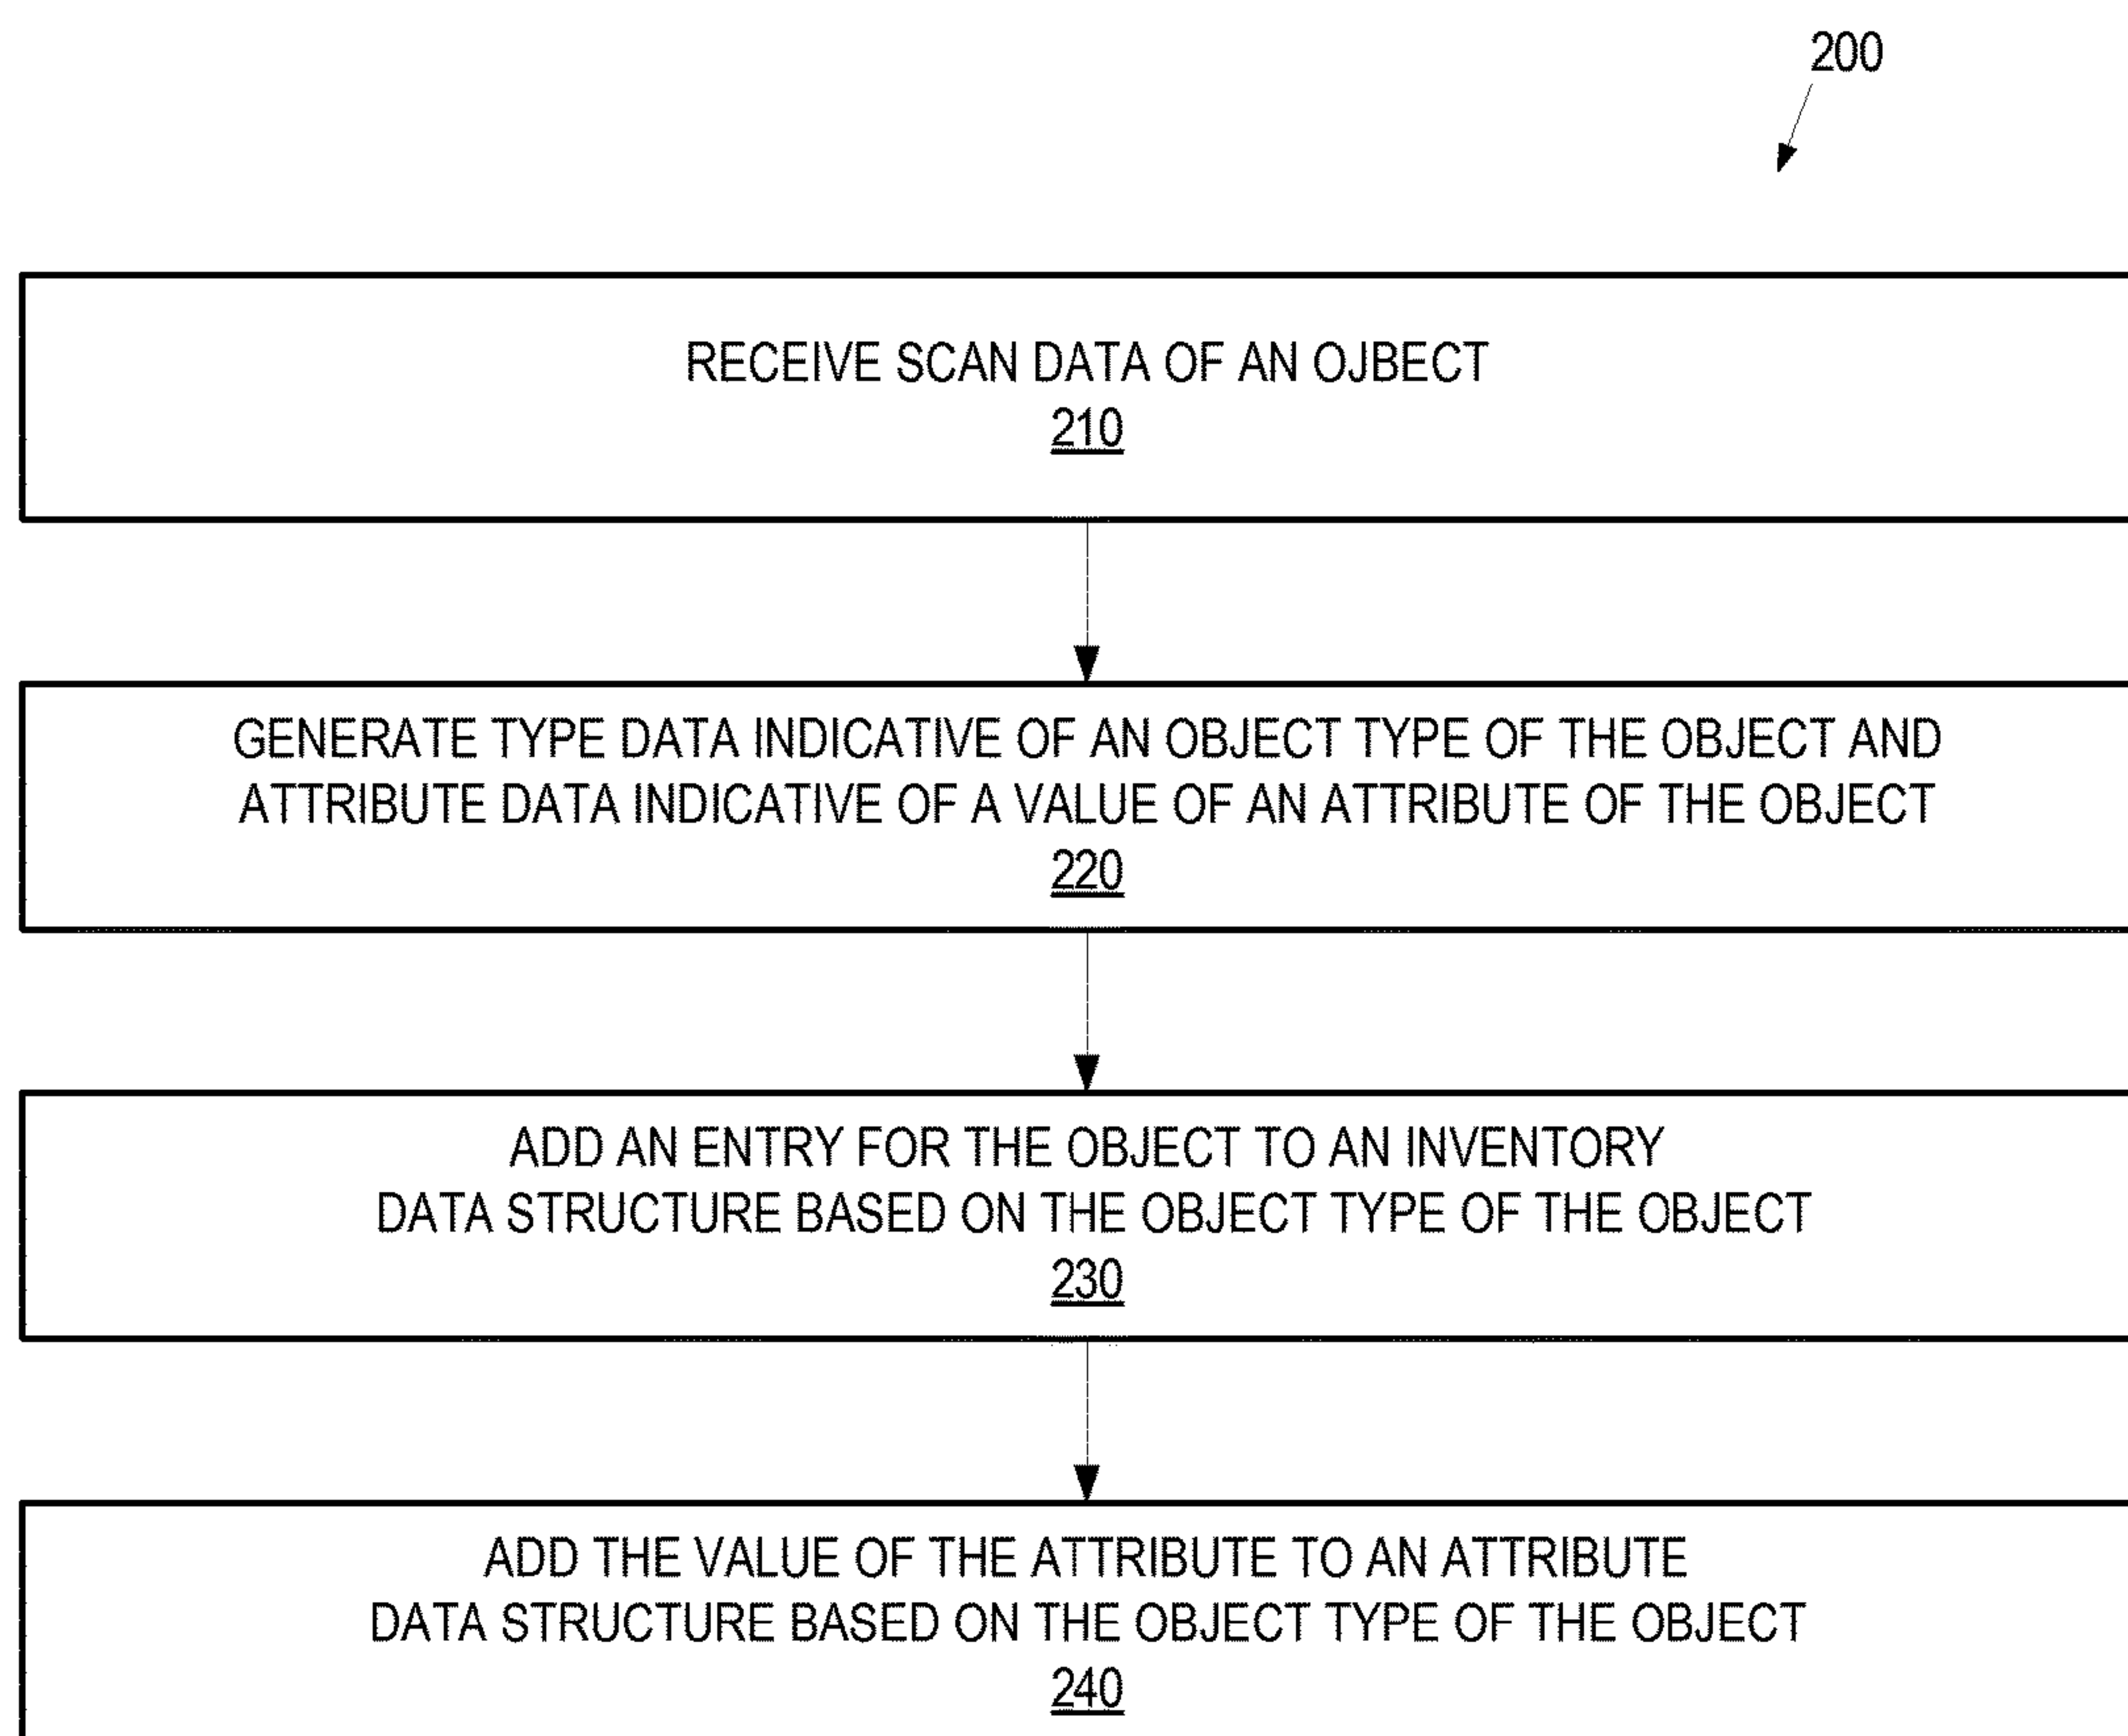 200
RECEIVE SCAN DATA OF AN OJBECT
210
GENERATE TYPE DATA INDICATIVE OF AN OBJECT TYPE OF THE OBJECT AND
ATTRIBUTE DATA INDICATIVE OF A VALUE OF AN ATTRIBUTE OF THE OBJECT
220
ADD AN ENTRY FOR THE OBJECT TO AN INVENTORY
DATA STRUCTURE BASED ON THE OBJECT TYPE OF THE OBJECT
230
ADD THE VALUE OF THE ATTRIBUTE TO AN ATTRIBUTE
DATA STRUCTURE BASED ON THE OBJECT TYPE OF THE OBJECT
240